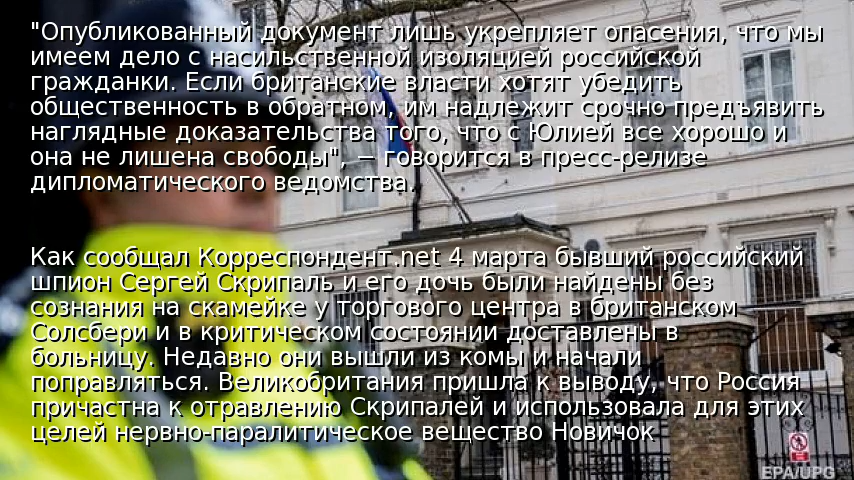 "Опубликованный документ лишь укрепляет опасения, что мы
имеем дело с насильственной изоляцией российской
гражданки. Если британские власти хотят убедить
общественность в обратном, им надлежит срочно предъявить
наглядные доказательства того, что с Юлией все хорошо и
она не лишена свободы", – говорится в пресс-релизе
дипломатического ведомства.
Как сообщал Корреспондент.net 4 марта бывший российский
шпион Сергей Скрипаль и его дочь были найдены без
сознания на скамейке у торгового центра в британском
Солсбери и в критическом состоянии доставлены в
больницу. Недавно они вышли из комы и начали
поправляться. Великобритания пришла к выводу, что Россия
причастна к отравлению Скрипалей и использовала для этих
целей нервно-паралитическое вещество Новичок
EPA/UPG